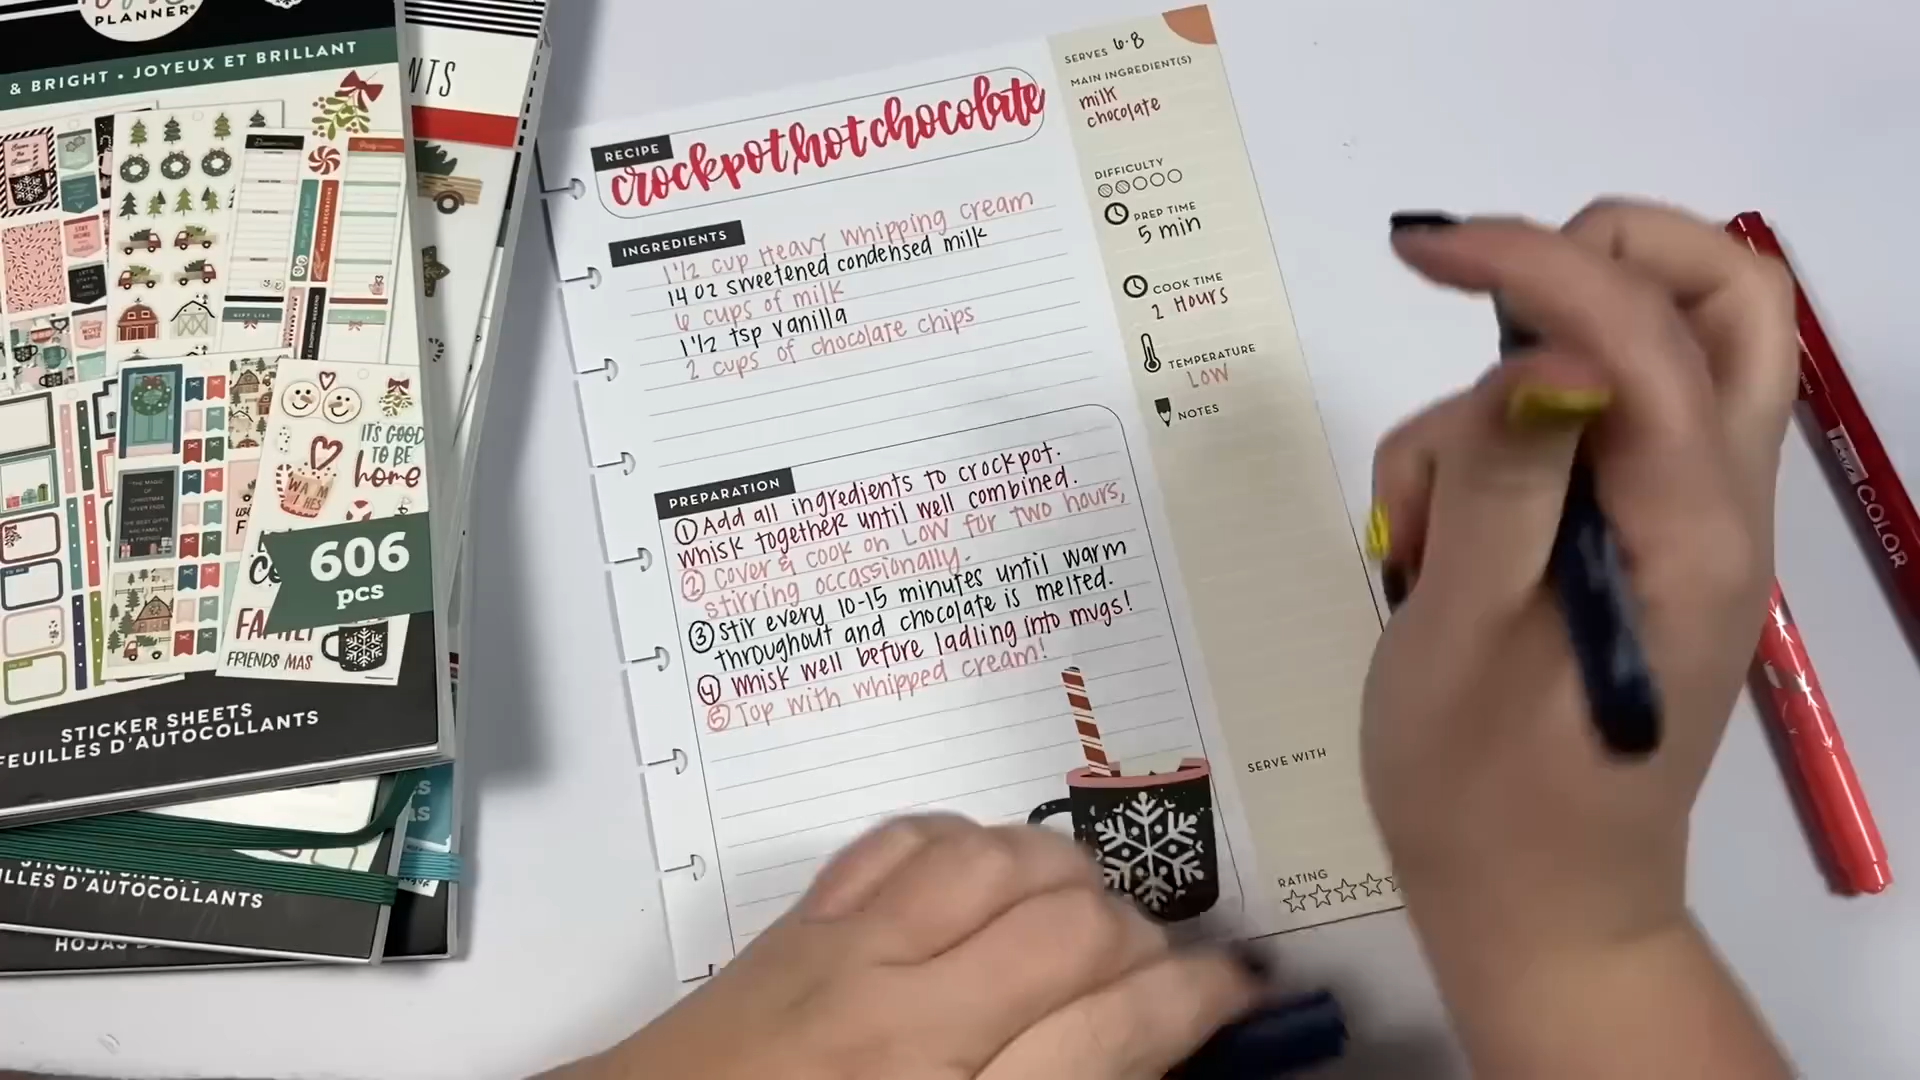 PLANNER
& BRIGHT • JOYEUX ET BRILLANT
NTS
IT'S GOOD
TO BE
home
WARM
606
pcs
FAMILY
FRIENDS MAS
STICKER SHEETS
FEUILLES D'AUTOCOLLANTS
STICKER SHEETS
ILLES D'AUTOCOLLANTS
HOJAS D
RECIPE
crockpot hot chocolate
INGREDIENTS
1 1/2 cup Heavy whipping cream
14 oz sweetened condensed milk
6 cups of milk
1 1/2 tsp vanilla
2 cups of chocolate chips
PREPARATION
① Add all ingredients to crockpot.
whisk together until well combined.
② cover & cook on LOW for two hours,
stirring occassionally.
③ stir every 10-15 minutes until warm
throughout and chocolate is melted.
④ whisk well before ladling into mugs!
⑤ Top with whipped cream!
SERVES 6-8
MAIN INGREDIENT(S)
milk
chocolate
DIFFICULTY
PREP TIME
5 min
COOK TIME
2 Hours
TEMPERATURE
LOW
NOTES
SERVE WITH
RATING
COLOR